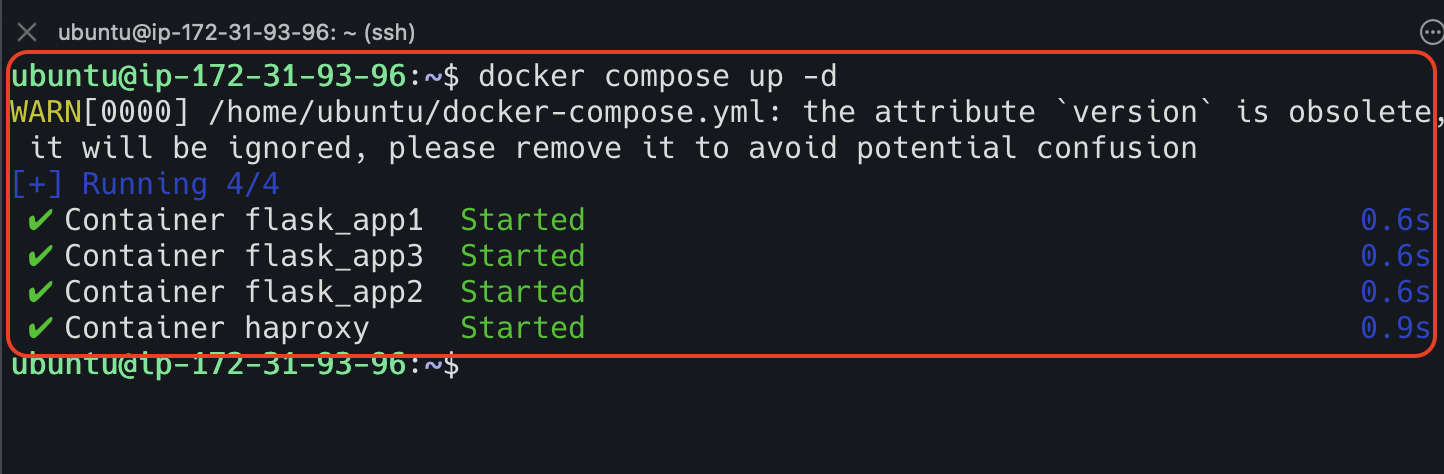 ubuntu@ip-172-31-93-96: ~ (ssh)
ubuntu@ip-172-31-93-96:~$ docker compose up -d
WARN[0000] /home/ubuntu/docker-compose.yml: the attribute `version` is obsolete,
it will be ignored, please remove it to avoid potential confusion
[+] Running 4/4
✔ Container flask_app1 Started 0.6s
✔ Container flask_app3 Started 0.6s
✔ Container flask_app2 Started 0.6s
✔ Container haproxy Started 0.9s
ubuntu@ip-172-31-93-96:~$